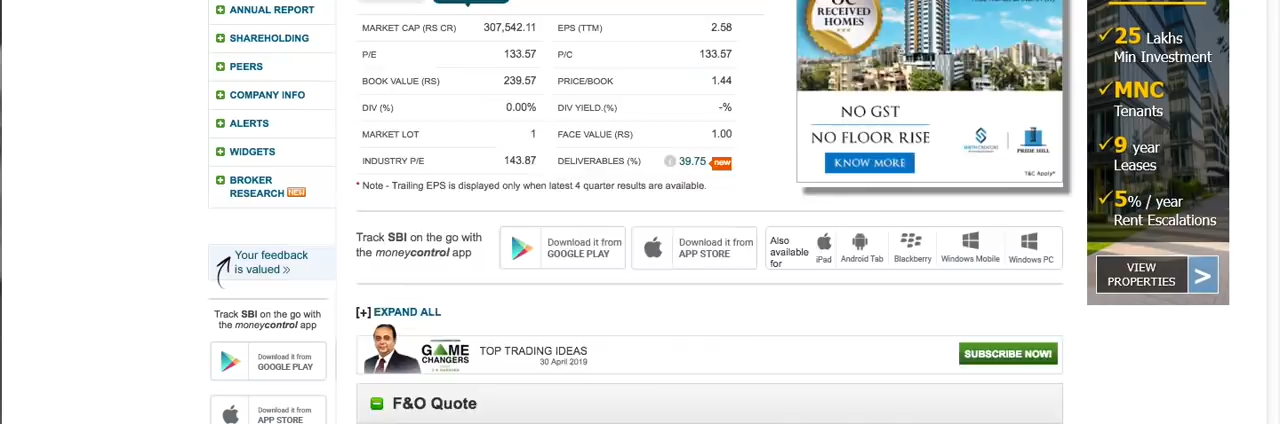 ANNUAL REPORT
SHAREHOLDING
PEERS
COMPANY INFO
ALERTS
WIDGETS
BROKER
RESEARCH NEW
Your feedback
is valued »
Track SBI on the go with
the moneycontrol app
Download it from
GOOGLE PLAY
Download it from
APP STORE
MARKET CAP (RS CR) 307,542.11 EPS (TTM) 2.58
P/E 133.57 P/C 133.57
BOOK VALUE (RS) 239.57 PRICE/BOOK 1.44
DIV (%) 0.00% DIV YIELD.(%) -%
MARKET LOT 1 FACE VALUE (RS) 1.00
INDUSTRY P/E 143.87 DELIVERABLES (%) i 39.75 new
* Note - Trailing EPS is displayed only when latest 4 quarter results are available.
Track SBI on the go with
the moneycontrol app
Download it from
GOOGLE PLAY
Download it from
APP STORE
Also
available
for
iPad Android Tab Blackberry Windows Mobile Windows PC
[+] EXPAND ALL
GAME
CHANGERS
TOP TRADING IDEAS
30 April 2019
SUBSCRIBE NOW!
F&O Quote
RECEIVED
HOMES
NO GST
NO FLOOR RISE
KNOW MORE
PRIDE HILL
T&C Apply*
25 Lakhs
Min Investment
MNC
Tenants
9 year
Leases
5% / year
Rent Escalations
VIEW
PROPERTIES >